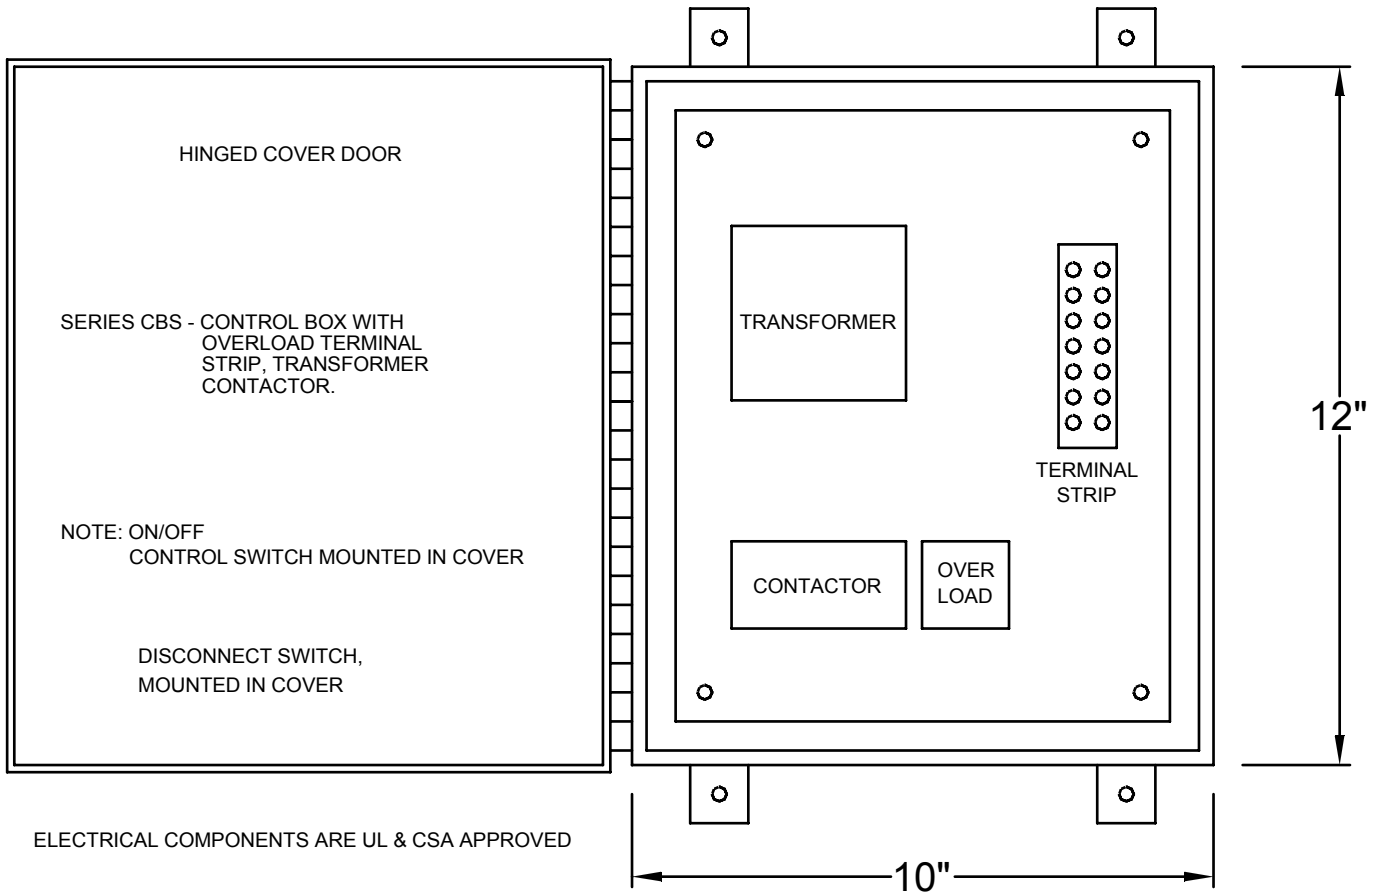 HINGED COVER DOOR
SERIES CBS - CONTROL BOX WITH
OVERLOAD TERMINAL
STRIP, TRANSFORMER
CONTACTOR.
NOTE: ON/OFF
CONTROL SWITCH MOUNTED IN COVER
DISCONNECT SWITCH,
MOUNTED IN COVER
ELECTRICAL COMPONENTS ARE UL & CSA APPROVED
TRANSFORMER
TERMINAL
STRIP
CONTACTOR
OVER
LOAD
12"
10"